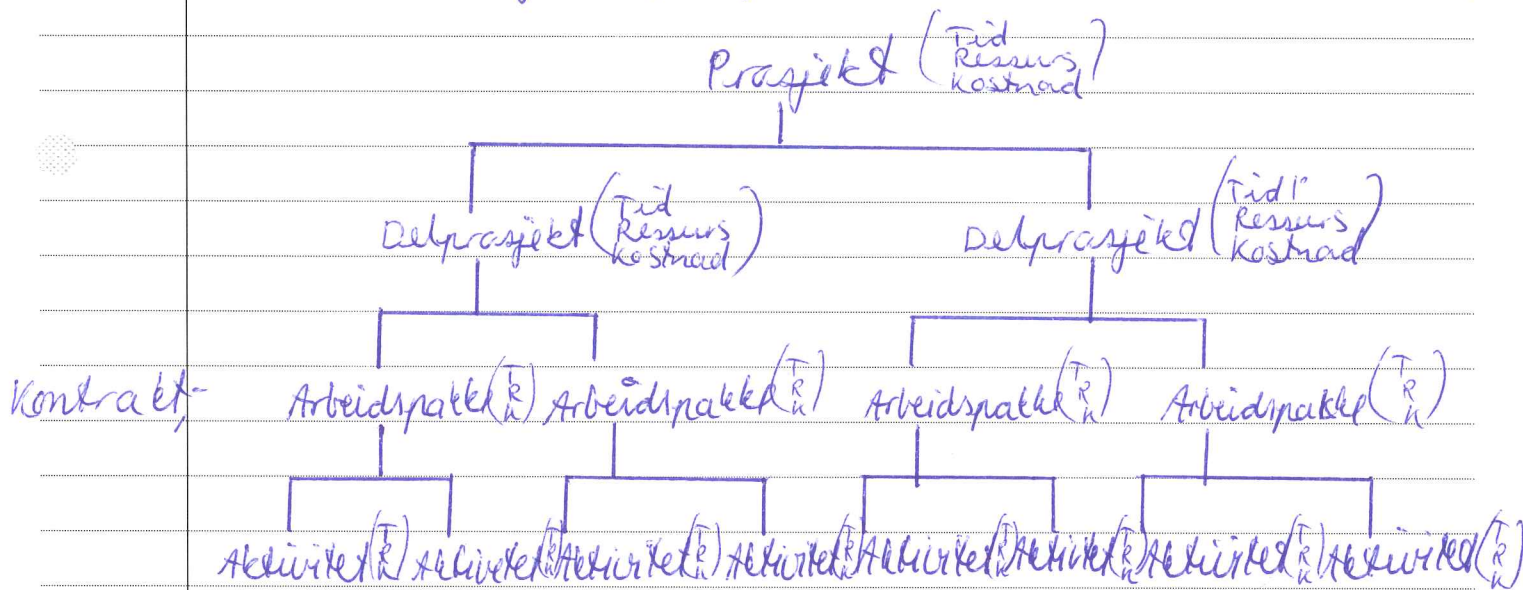 Prosjekt (Tid Ressurs Kostnad)
Delprosjekt (Tid Ressurs Kostnad) Delprosjekt (Tid Ressurs Kostnad)
Kontrakt,- Arbeidspakke (T R K) Arbeidspakke (T R K) Arbeidspakke (T R K) Arbeidspakke (T R K)
Aktivitet (T R K) Aktivitet (T R K) Aktivitet (T R K) Aktivitet (T R K) Aktivitet (T R K) Aktivitet (T R K) Aktivitet (T R K) Aktivitet (T R K)